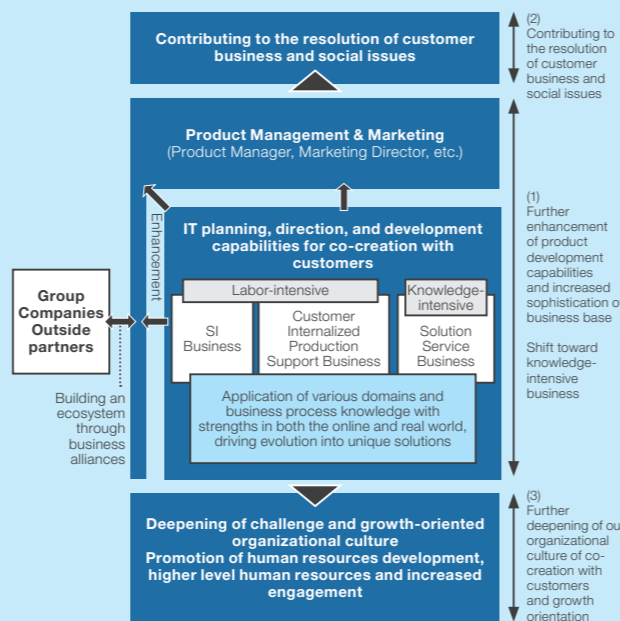 Contributing to the resolution of customer
business and social issues
(2)
Contributing to
the resolution
of customer
business and
social issues
Product Management & Marketing
(Product Manager, Marketing Director, etc.)
Enhancement
IT planning, direction, and development
capabilities for co-creation with
customers
Labor-intensive
Knowledge-
intensive
SI
Business
Customer
Internalized
Production
Support Business
Solution
Service
Business
Application of various domains and
business process knowledge with
strengths in both the online and real world,
driving evolution into unique solutions
Group
Companies
Outside
partners
Building an
ecosystem
through
business
alliances
(1)
Further
enhancement
of product
development
capabilities
and increased
sophistication o
business base
Shift toward
knowledge-
intensive
business
Deepening of challenge and growth-oriented
organizational culture
Promotion of human resources development,
higher level human resources and increased
engagement
(3)
Further
deepening of ou
organizational
culture of co-
creation with
customers
and growth
orientation